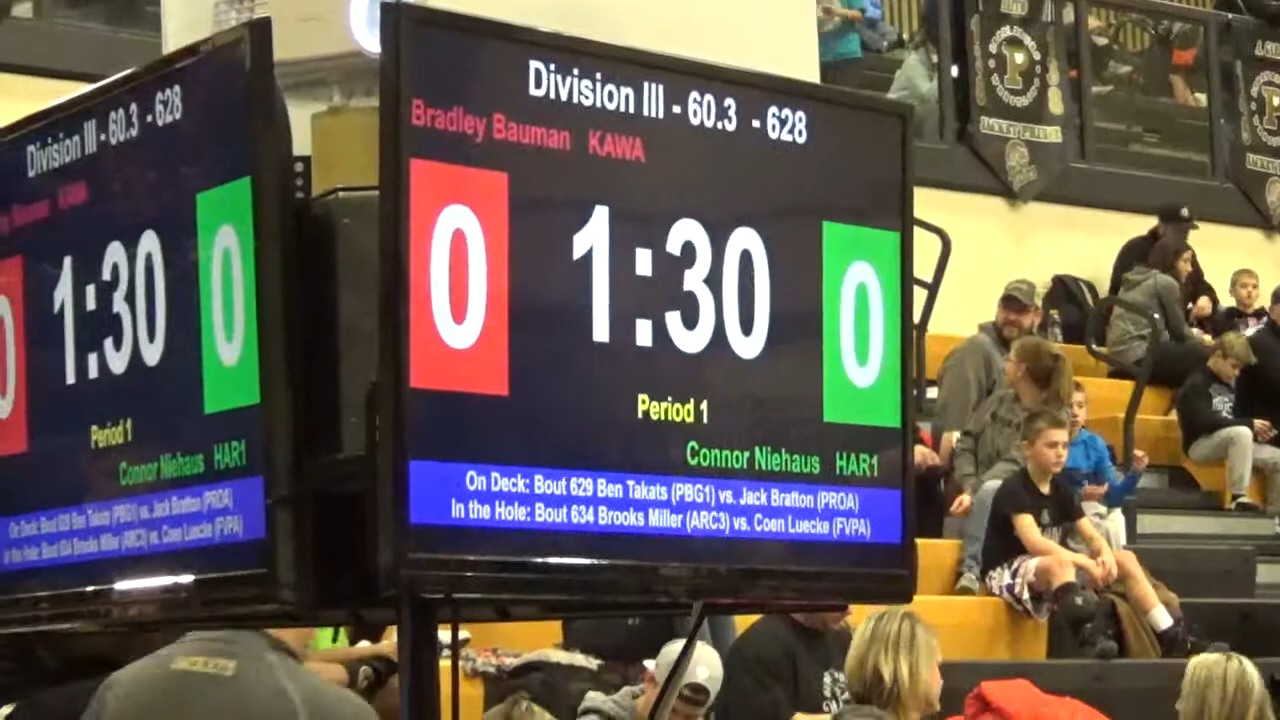 Division III - 60.3 - 628
KAWA
1:30
0
0
Period 1
Connor Niehaus HAR1
On Deck: Bout 629 Ben Takats (PBG1) vs. Jack Bratton (PROA)
In the Hole: Bout 634 Brooks Miller (ARC3) vs. Coen Luecke (FVPA)
Division III - 60.3 - 628
Bradley Bauman KAWA
0
1:30
0
Period 1
Connor Niehaus HAR1
On Deck: Bout 629 Ben Takats (PBG1) vs. Jack Bratton (PROA)
In the Hole: Bout 634 Brooks Miller (ARC3) vs. Coen Luecke (FVPA)
P